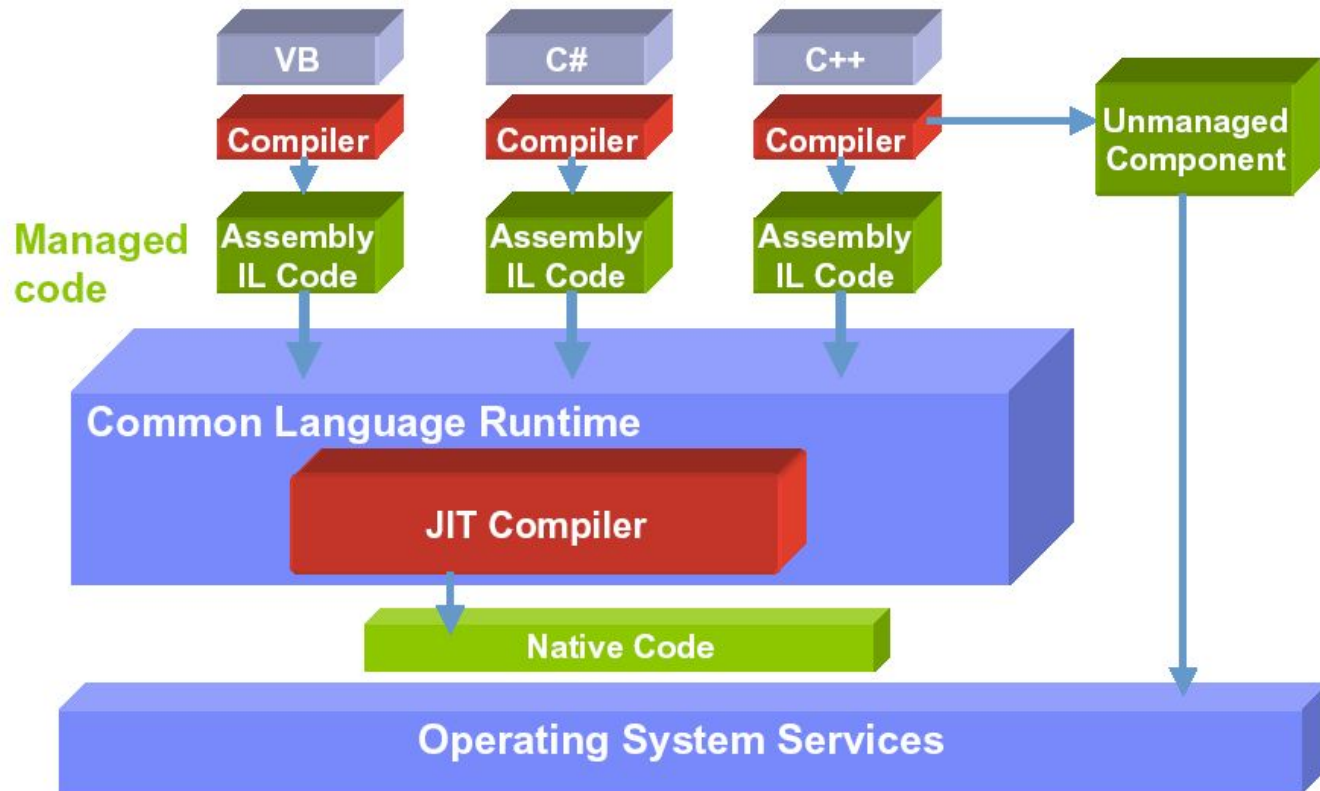 VB
C#
C++
Compiler
Compiler
Compiler
Unmanaged
Component
Managed
code
Assembly
IL Code
Assembly
IL Code
Assembly
IL Code
Common Language Runtime
JIT Compiler
Native Code
Operating System Services